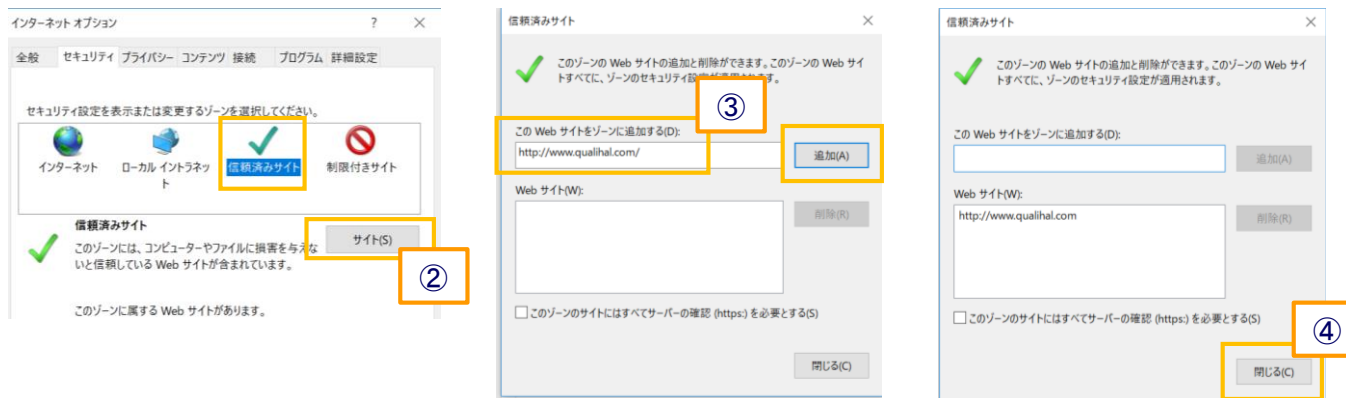 インターネット オプション
?
×
全般 セキュリティ プライバシー コンテンツ 接続 プログラム 詳細設定
セキュリティ設定を表示または変更するゾーンを選択してください。
インターネット
ローカル イントラネッ
ト
信頼済みサイト
制限付きサイト
信頼済みサイト
サイト(S)
このゾーンには、コンピューターやファイルに損害を与えな
いと信頼している Web サイトが含まれています。
②
このゾーンに属する Web サイトがあります。
信頼済みサイト
×
このゾーンの Web サイトの追加と削除ができます。このゾーンの Web サイ
トすべてに、ゾーンのセキュリティ設定が適用されます。
③
この Web サイトをゾーンに追加する(D):
http://www.qualihal.com/
追加(A)
Web サイト(W):
削除(R)
このゾーンのサイトにはすべてサーバーの確認 (https:) を必要とする(S)
閉じる(C)
信頼済みサイト
×
このゾーンの Web サイトの追加と削除ができます。このゾーンの Web サイ
トすべてに、ゾーンのセキュリティ設定が適用されます。
この Web サイトをゾーンに追加する(D):
追加(A)
Web サイト(W):
http://www.qualihal.com
削除(R)
このゾーンのサイトにはすべてサーバーの確認 (https:) を必要とする(S)
④
閉じる(C)